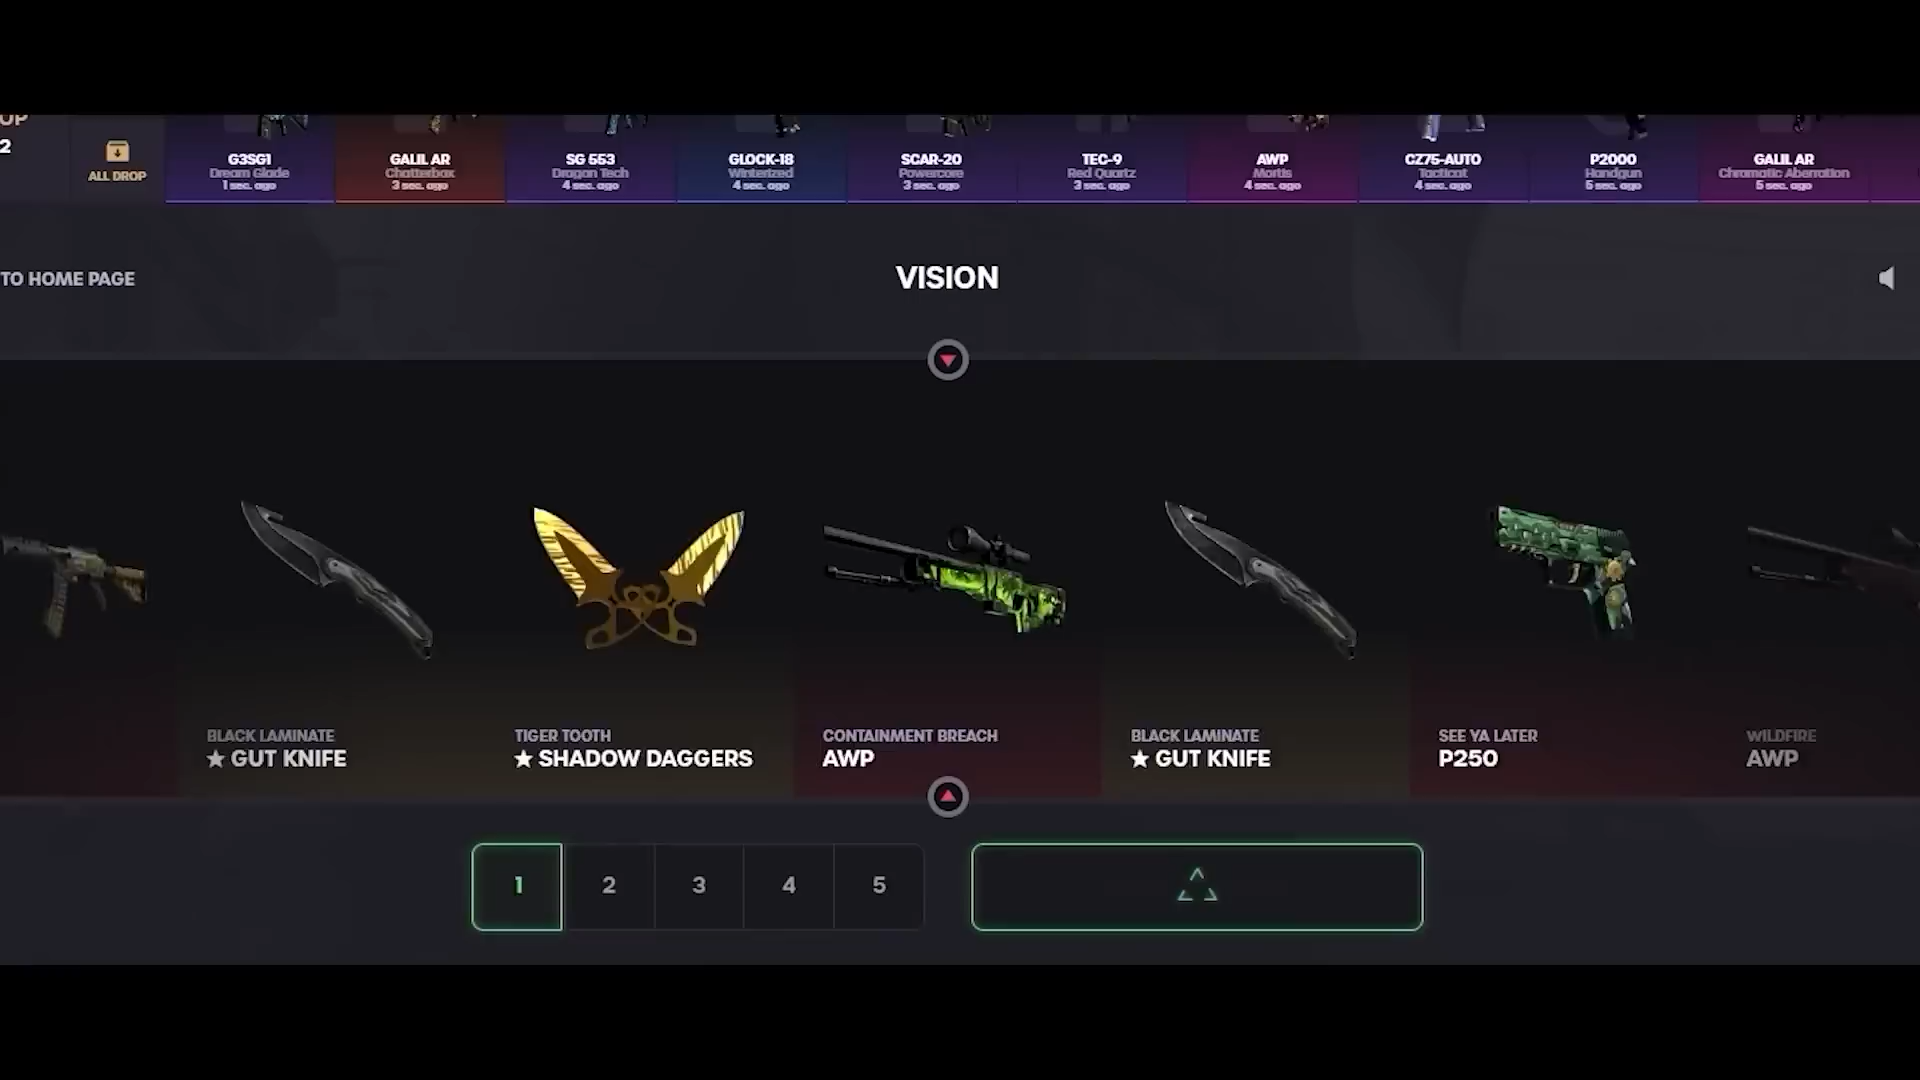 2
ALL DROP
G3SG1
Dream Glade
1 sec. ago
GALIL AR
Chatterbox
3 sec. ago
SG 553
Dragon Tech
4 sec. ago
GLOCK-18
Winterized
4 sec. ago
SCAR-20
Powercore
3 sec. ago
TEC-9
Red Quartz
3 sec. ago
AWP
Mortis
4 sec. ago
CZ75-AUTO
Tacticat
4 sec. ago
P2000
Handgun
5 sec. ago
GALIL AR
Chromatic Aberration
5 sec. ago
TO HOME PAGE
VISION
BLACK LAMINATE
★ GUT KNIFE
TIGER TOOTH
★ SHADOW DAGGERS
CONTAINMENT BREACH
AWP
BLACK LAMINATE
★ GUT KNIFE
SEE YA LATER
P250
WILDFIRE
AWP
1 2 3 4 5